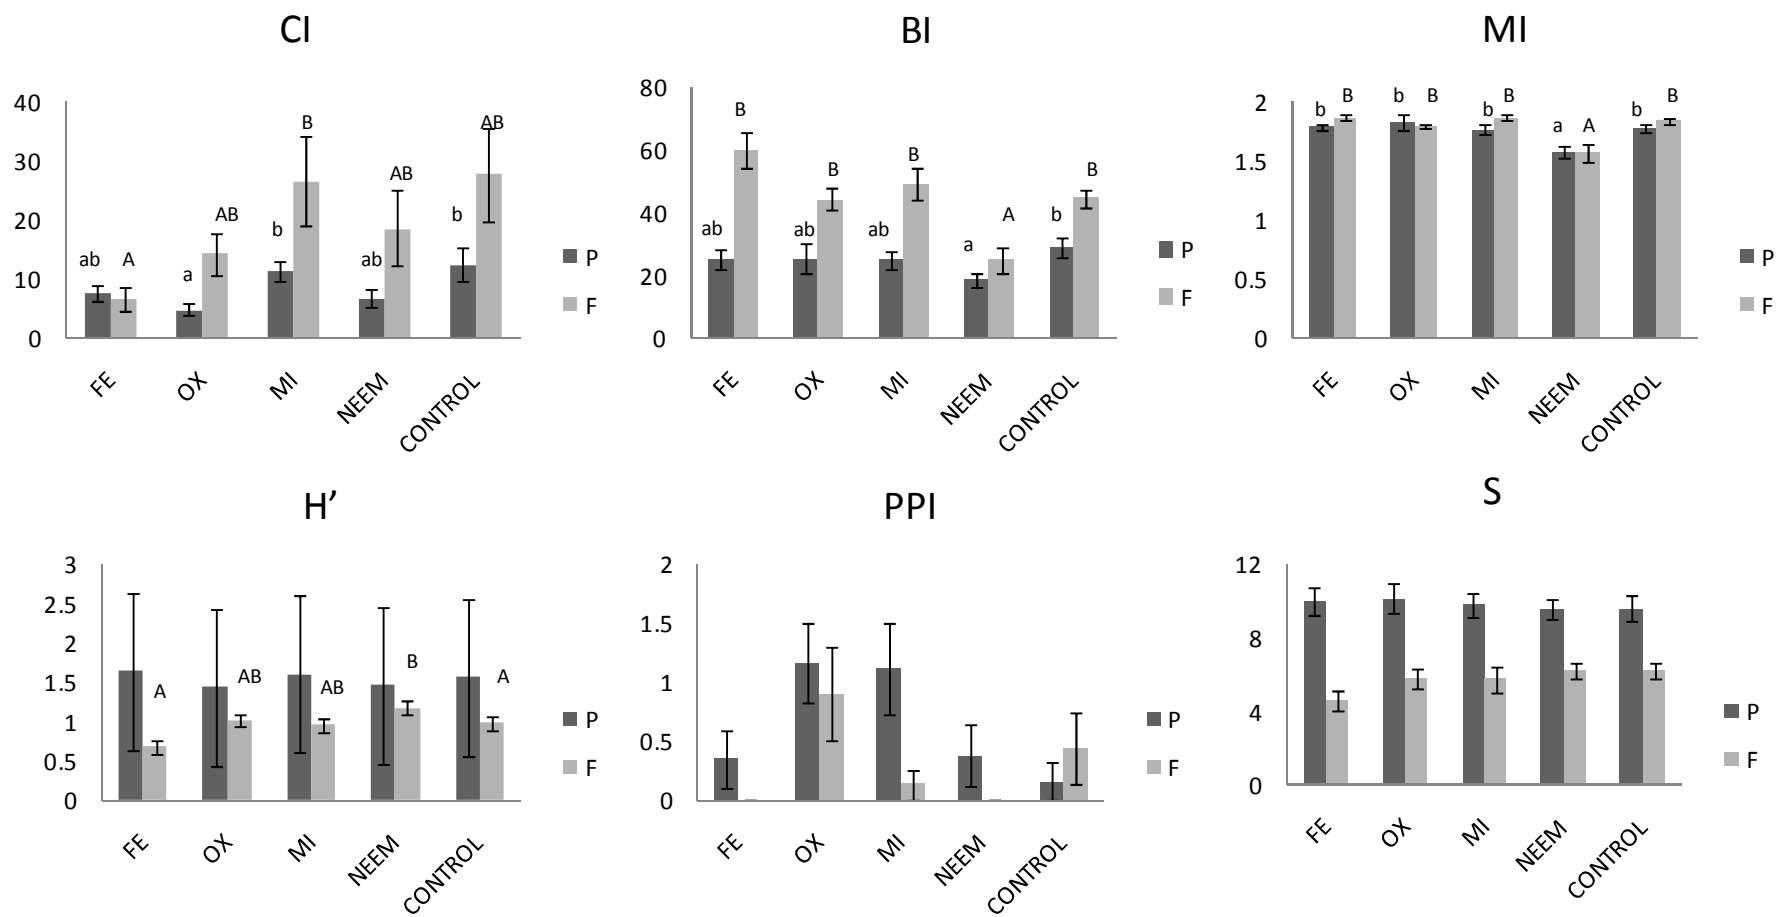 CI
40
30
20
10
0
ab A a AB b B ab AB b AB
FE OX MI NEEM CONTROL
P
F
BI
80
60
40
20
0
ab B ab B ab B a A b B
FE OX MI NEEM CONTROL
P
F
MI
2
1.5
1
0.5
0
b B b B b B a A b B
FE OX MI NEEM CONTROL
P
F
H’
3
2.5
2
1.5
1
0.5
0
A AB AB B A
FE OX MI NEEM CONTROL
P
F
PPI
2
1.5
1
0.5
0
FE OX MI NEEM CONTROL
P
F
S
12
8
4
0
FE OX MI NEEM CONTROL
P
F